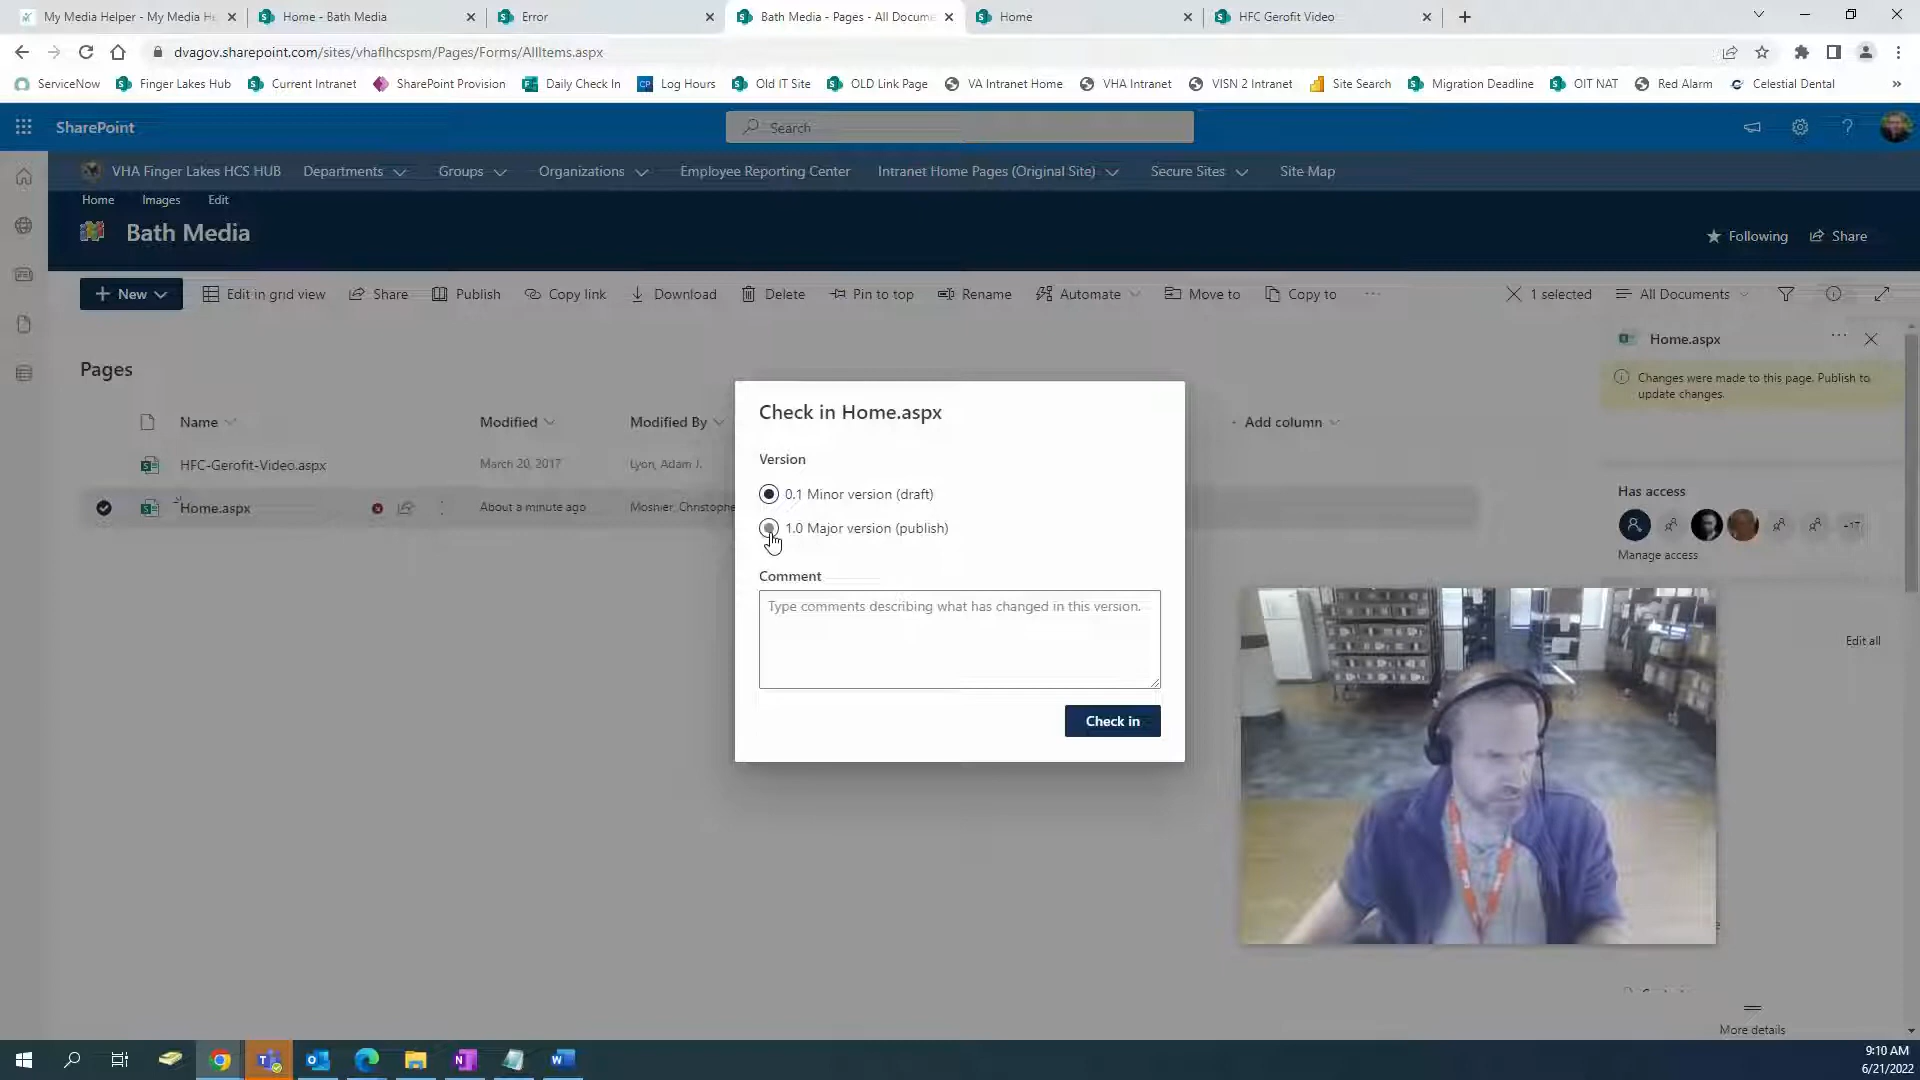 My Media Helper - My Media He
Home - Bath Media
Error
Bath Media - Pages - All Docume
Home
HFC Gerofit Video
dvagov.sharepoint.com/sites/vhaflhcspsm/Pages/Forms/AllItems.aspx
ServiceNow
Finger Lakes Hub
Current Intranet
SharePoint Provision
Daily Check In
Log Hours
Old IT Site
OLD Link Page
VA Intranet Home
VHA Intranet
VISN 2 Intranet
Site Search
Migration Deadline
OIT NAT
Red Alarm
Celestial Dental
SharePoint
Search
VHA Finger Lakes HCS HUB
Departments
Groups
Organizations
Employee Reporting Center
Intranet Home Pages (Original Site)
Secure Sites
Site Map
Home
Images
Edit
Bath Media
Following
Share
New
Edit in grid view
Share
Publish
Copy link
Download
Delete
Pin to top
Rename
Automate
Move to
Copy to
1 selected
All Documents
Home.aspx
Changes were made to this page. Publish to
update changes.
Pages
Name
Modified
Modified By
Add column
HFC-Gerofit-Video.aspx
March 20, 2017
Lyon, Adam J.
Home.aspx
About a minute ago
Mosher, Christophe
Check in Home.aspx
Version
0.1 Minor version (draft)
1.0 Major version (publish)
Comment
Type comments describing what has changed in this version.
Check in
Has access
+17
Manage access
Edit all
More details
9:10 AM
6/21/2022